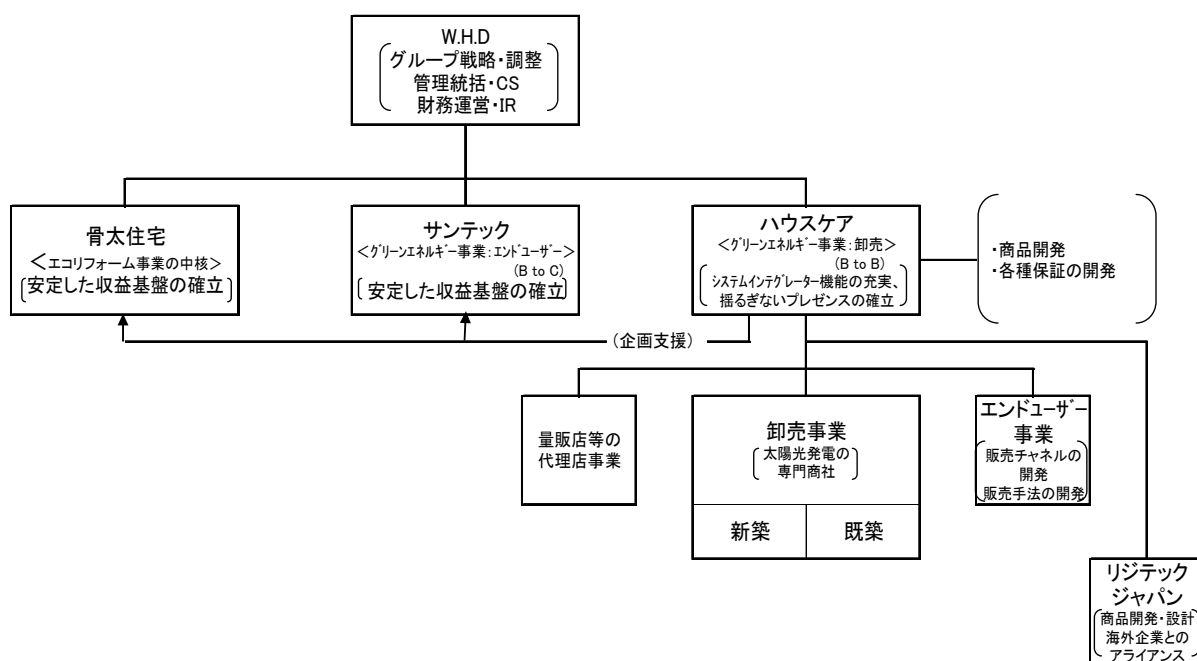 W.H.D
グループ戦略・調整
管理統括・CS
財務運営・IR
骨太住宅
＜エコリフォーム事業の中核＞
安定した収益基盤の確立
サンテック
＜グリーンエネルギー事業：エンドユーザー＞
(B to C)
安定した収益基盤の確立
ハウスケア
＜グリーンエネルギー事業：卸売＞
(B to B)
システムインテグレーター機能の充実、
揺るぎないプレゼンスの確立
・商品開発
・各種保証の開発
(企画支援)
量販店等の
代理店事業
卸売事業
太陽光発電の
専門商社
新築
既築
エンドユーザー
事業
販売チャネルの
開発
販売手法の開発
リジテック
ジャパン
商品開発・設計
海外企業との
アライアンス